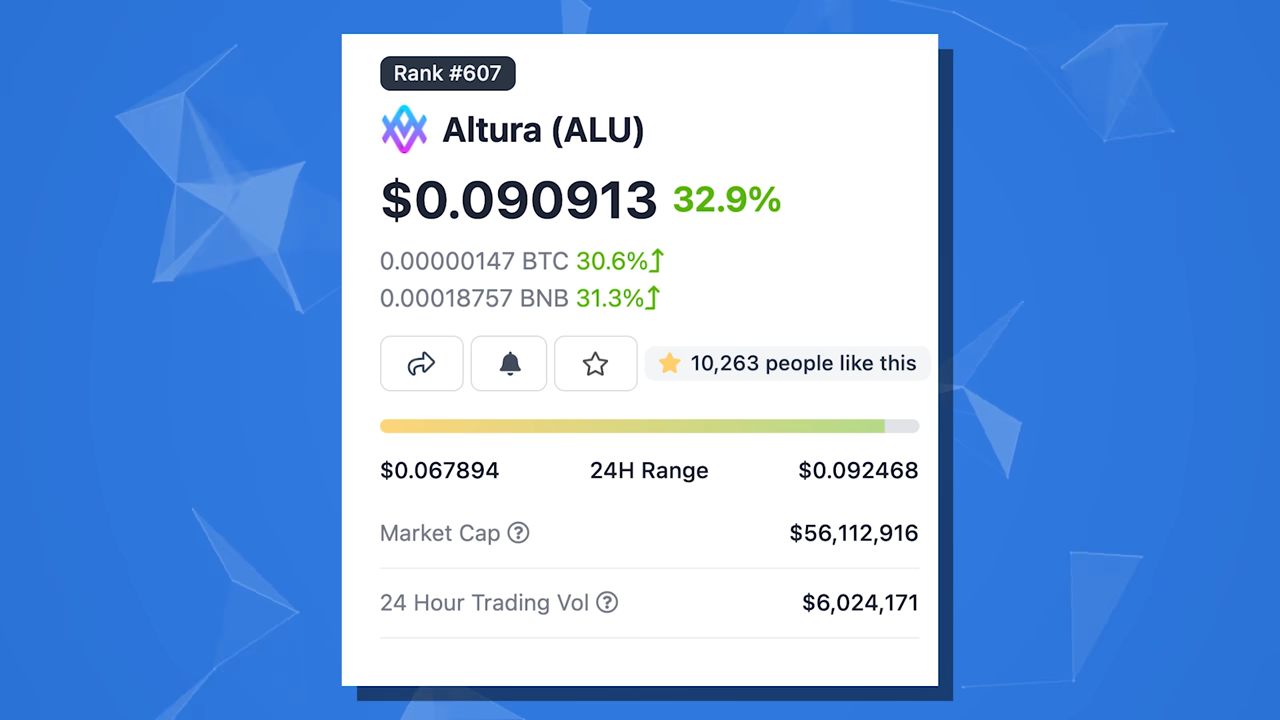 Rank #607
Altura (ALU)
$0.090913 32.9%
0.00000147 BTC 30.6%
0.00018757 BNB 31.3%
10,263 people like this
$0.067894 24H Range $0.092468
Market Cap ? $56,112,916
24 Hour Trading Vol ? $6,024,171